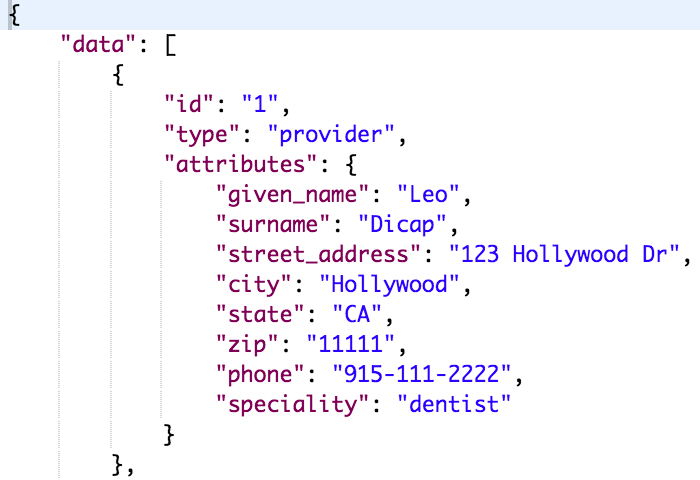 {
    "data": [
        {
            "id": "1",
            "type": "provider",
            "attributes": {
                "given_name": "Leo",
                "surname": "Dicap",
                "street_address": "123 Hollywood Dr",
                "city": "Hollywood",
                "state": "CA",
                "zip": "11111",
                "phone": "915-111-2222",
                "speciality": "dentist"
            }
        },